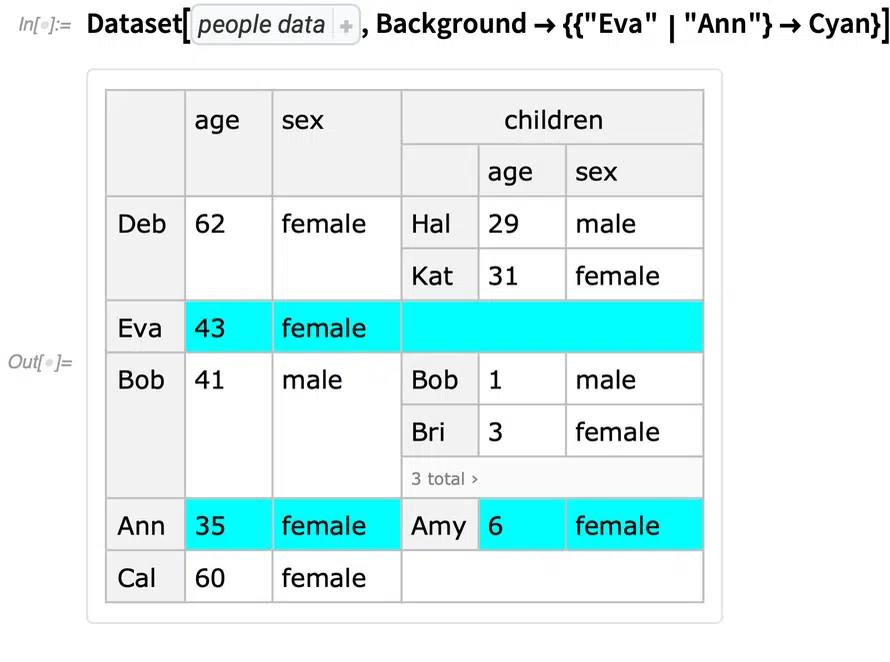 In[●]:= Dataset[people data +, Background → {{"Eva" | "Ann"} → Cyan}]
age sex children
age sex
Deb 62 female Hal 29 male
Kat 31 female
Eva 43 female
Out[●]=
Bob 41 male Bob 1 male
Bri 3 female
3 total ›
Ann 35 female Amy 6 female
Cal 60 female